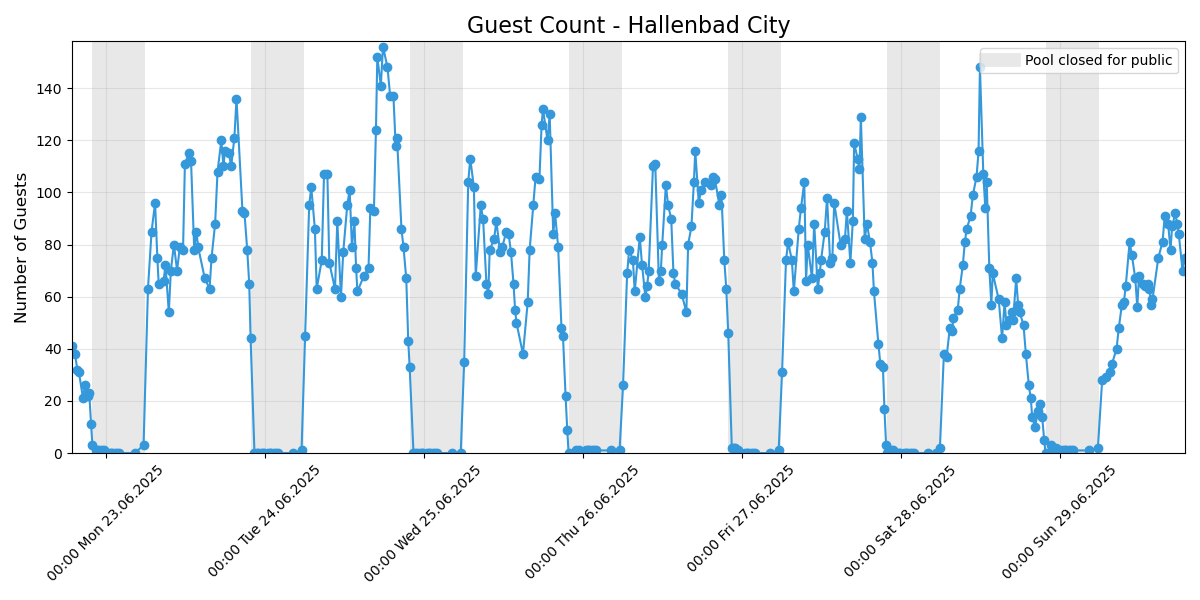 Guest Count - Hallenbad City
Pool closed for public
Number of Guests
140
120
100
80
60
40
20
0
00:00 Mon 23.06.2025
00:00 Tue 24.06.2025
00:00 Wed 25.06.2025
00:00 Thu 26.06.2025
00:00 Fri 27.06.2025
00:00 Sat 28.06.2025
00:00 Sun 29.06.2025